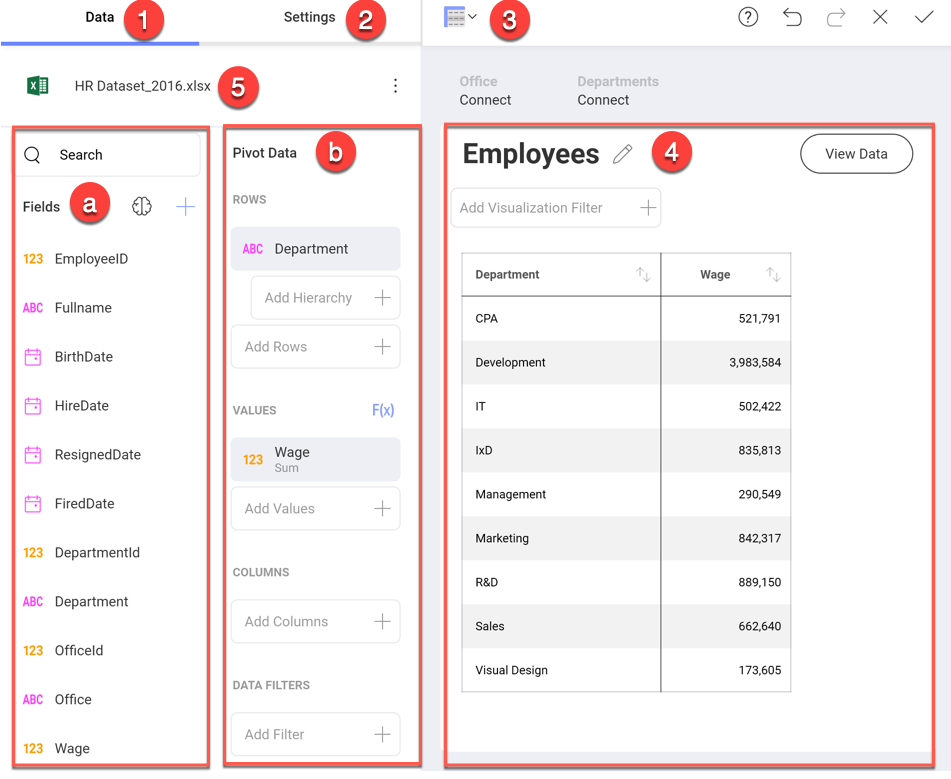 Data 1
Settings 2
3
?
HR Dataset_2016.xlsx 5
Office
Connect
Departments
Connect
Search
Fields a
123 EmployeeID
ABC Fullname
BirthDate
HireDate
ResignedDate
FiredDate
123 DepartmentId
ABC Department
123 OfficeId
ABC Office
123 Wage
Pivot Data b
ROWS
ABC Department
Add Hierarchy
Add Rows
VALUES F(x)
123 Wage
Sum
Add Values
COLUMNS
Add Columns
DATA FILTERS
Add Filter
Employees 4
View Data
Add Visualization Filter
Department Wage
CPA 521,791
Development 3,983,584
IT 502,422
IxD 835,813
Management 290,549
Marketing 842,317
R&D 889,150
Sales 662,640
Visual Design 173,605